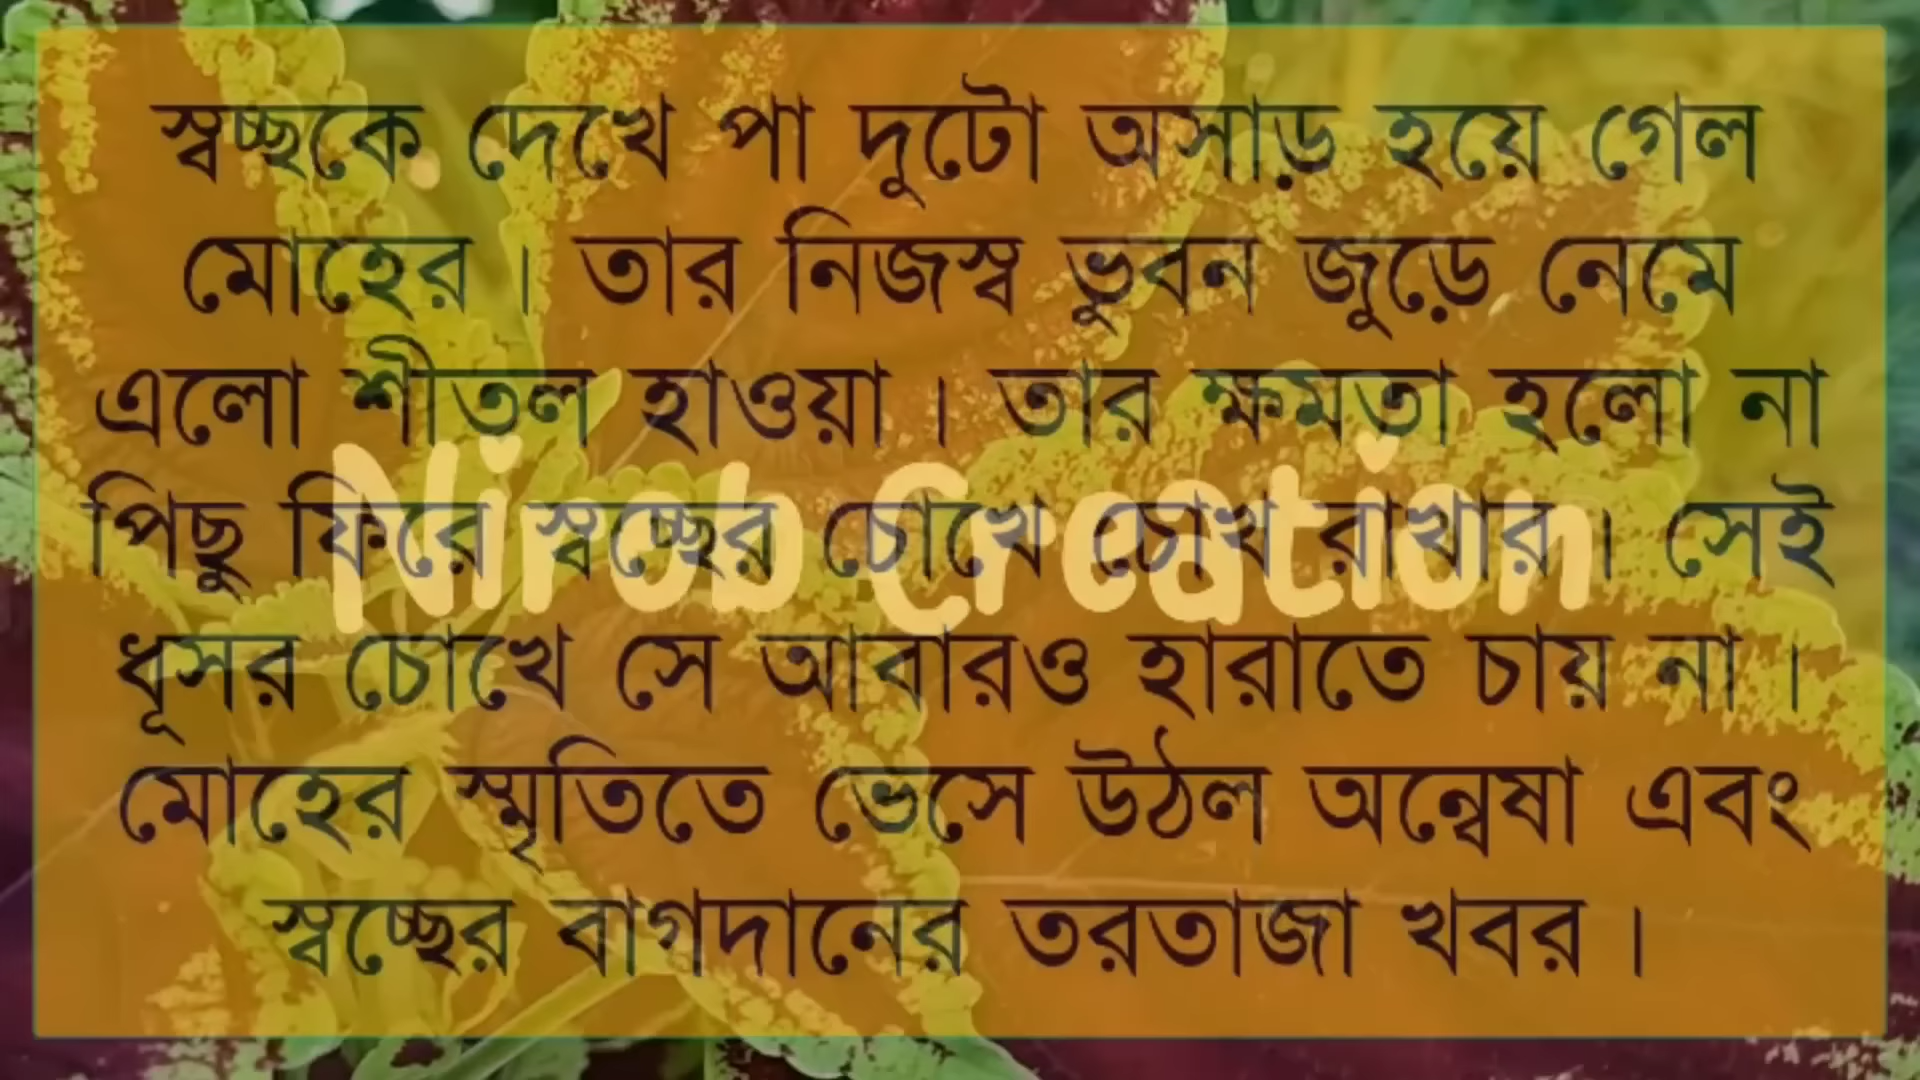 স্বচ্ছকে দেখে পা দুটো অসাড় হয়ে গেল
মোহের । তার নিজস্ব ভুবন জুড়ে নেমে
এলো শীতল হাওয়া । তার ক্ষমতা হলো না
পিছু ফিরে স্বচ্ছের চোখে চোখ রাখার । সেই
Nirob Creation
ধূসর চোখে সে আবারও হারাতে চায় না ।
মোহের স্মৃতিতে ভেসে উঠল অন্বেষা এবং
স্বচ্ছের বাগদানের তরতাজা খবর ।